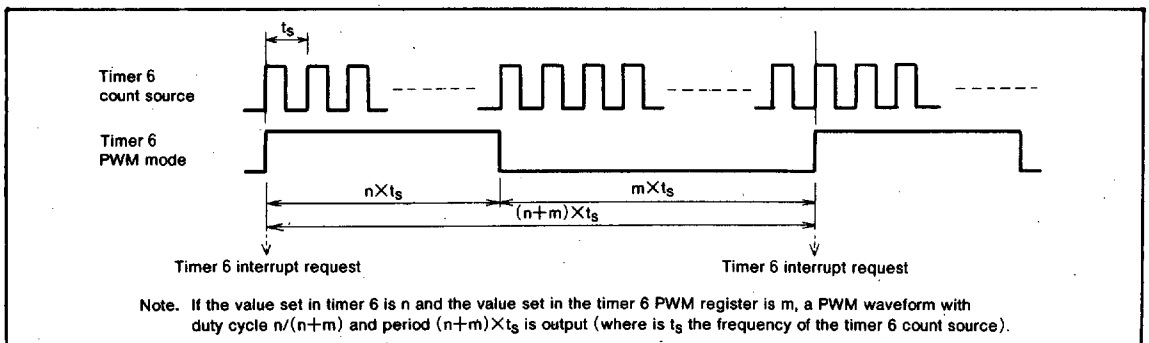 ts
Timer 6
count source
Timer 6
PWM mode
n×ts
m×ts
(n+m)×ts
Timer 6 interrupt request
Timer 6 interrupt request
Note. If the value set in timer 6 is n and the value set in the timer 6 PWM register is m, a PWM waveform with
duty cycle n/(n+m) and period (n+m)×ts is output (where is ts the frequency of the timer 6 count source).